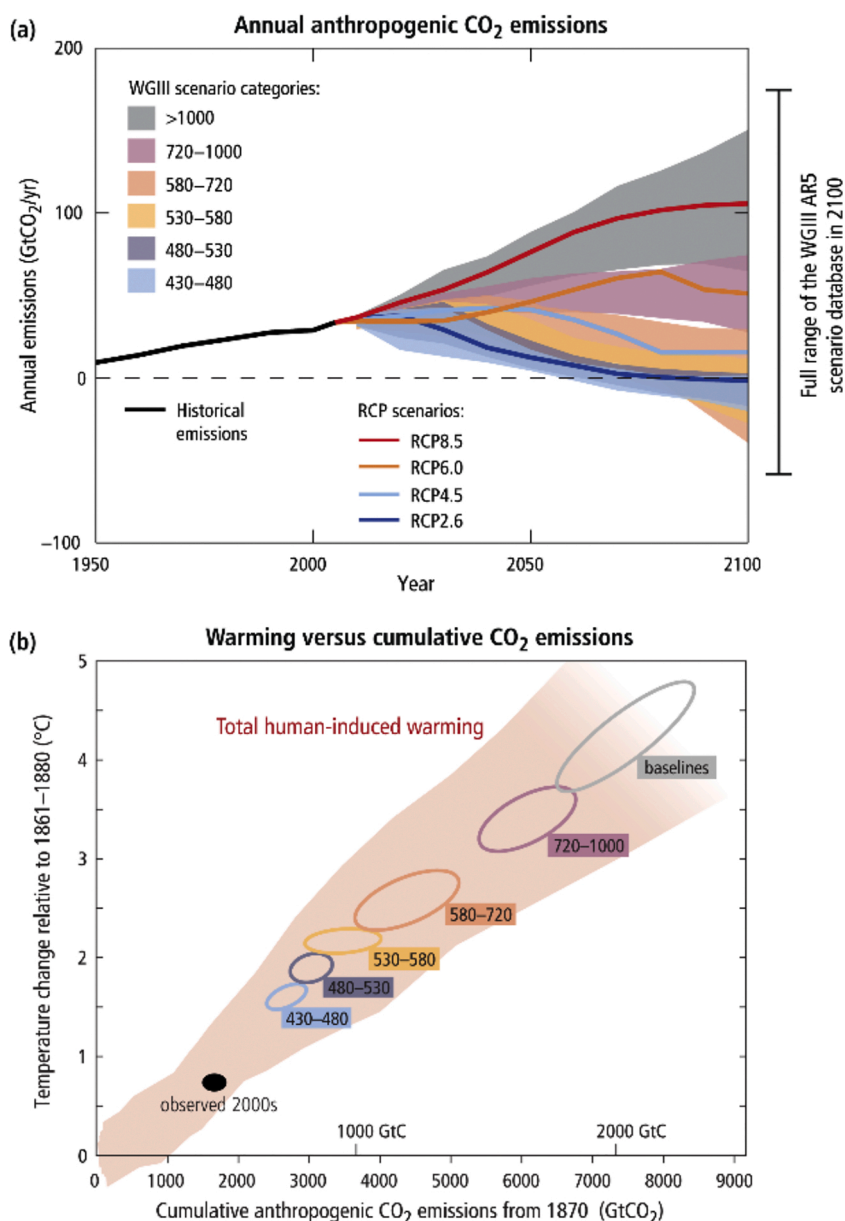 (a) Annual anthropogenic CO₂ emissions
200
WGIII scenario categories:
>1000
720–1000
580–720
530–580
480–530
430–480
100
0
−100
Annual emissions (GtCO₂/yr)
Historical
emissions
RCP scenarios:
RCP8.5
RCP6.0
RCP4.5
RCP2.6
1950
2000
2050
2100
Year
Full range of the WGIII AR5
scenario database in 2100
(b) Warming versus cumulative CO₂ emissions
5
4
3
2
1
0
Temperature change relative to 1861–1880 (°C)
Total human-induced warming
baselines
720–1000
580–720
530–580
480–530
430–480
observed 2000s
1000 GtC
2000 GtC
0
1000
2000
3000
4000
5000
6000
7000
8000
9000
Cumulative anthropogenic CO₂ emissions from 1870 (GtCO₂)